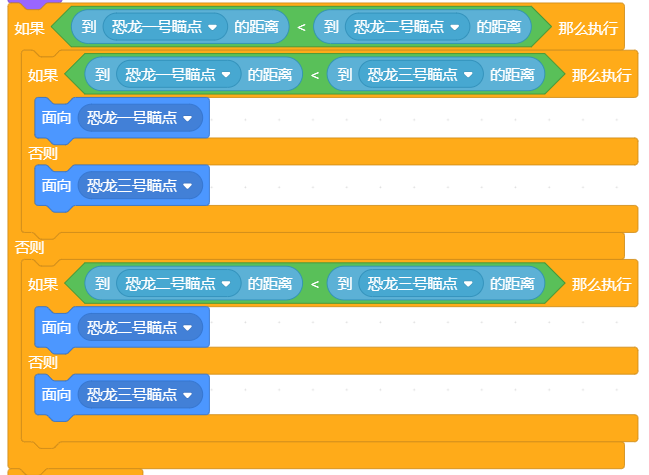 如果 到 恐龙一号瞄点 的距离 < 到 恐龙二号瞄点 的距离 那么执行
如果 到 恐龙一号瞄点 的距离 < 到 恐龙三号瞄点 的距离 那么执行
面向 恐龙一号瞄点
否则
面向 恐龙三号瞄点
否则
如果 到 恐龙二号瞄点 的距离 < 到 恐龙三号瞄点 的距离 那么执行
面向 恐龙二号瞄点
否则
面向 恐龙三号瞄点